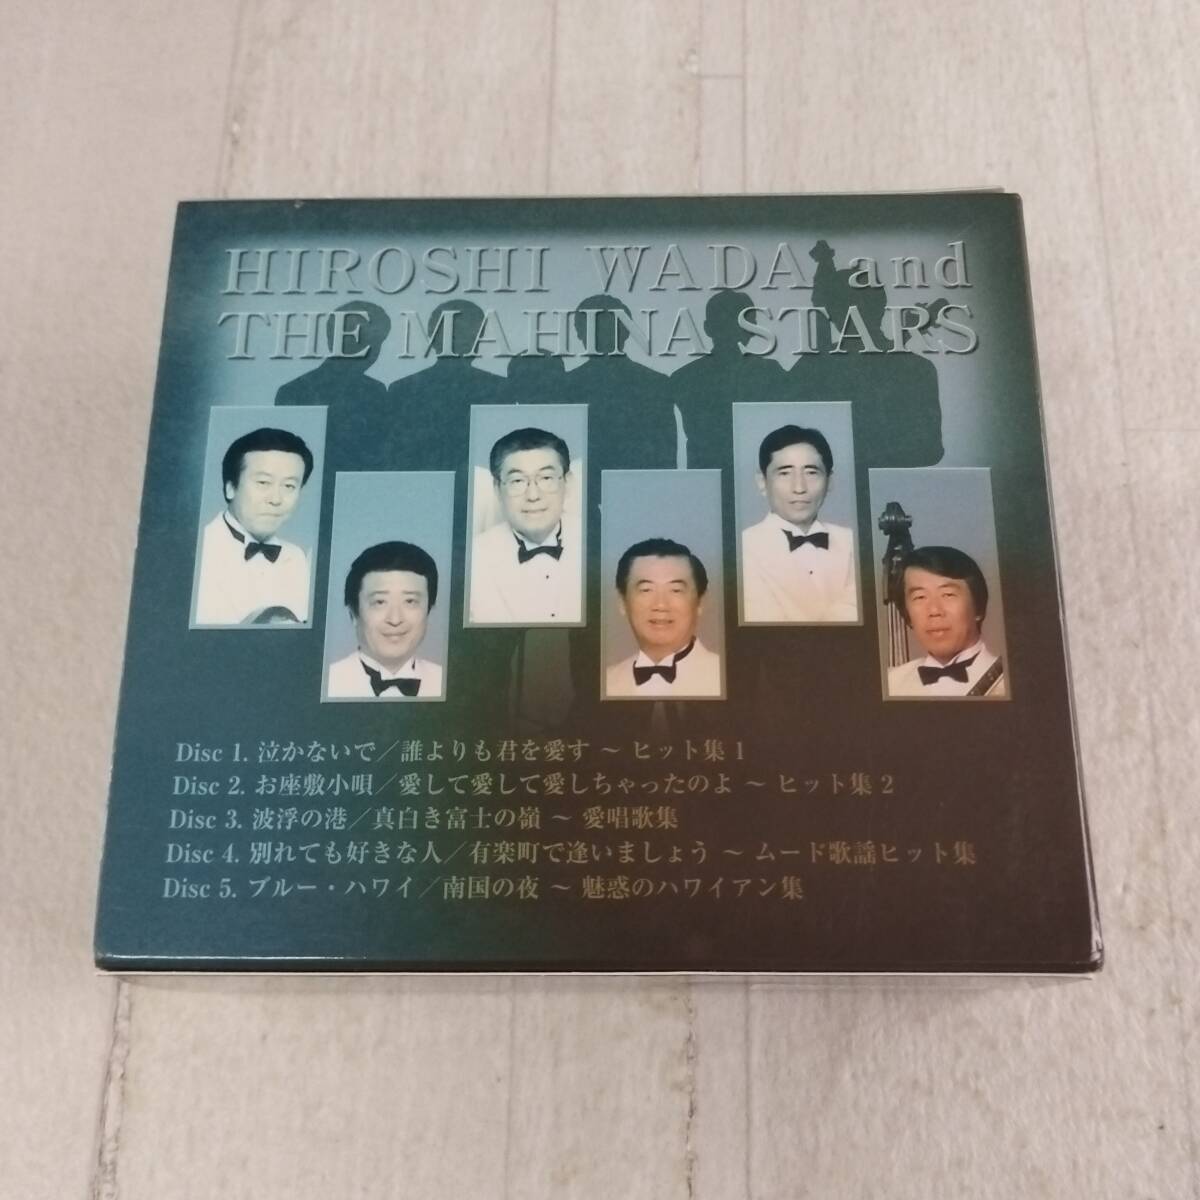 HIROSHI WADA and
THE MAHINA STARS
Disc 1. 泣かないで／誰よりも君を愛す 〜 ヒット集 1
Disc 2. お座敷小唄／愛して愛して愛しちゃったのよ 〜 ヒット集 2
Disc 3. 波浮の港／真白き富士の嶺 〜 愛唱歌集
Disc 4. 別れても好きな人／有楽町で逢いましょう 〜 ムード歌謡ヒット集
Disc 5. ブルー・ハワイ／南国の夜 〜 魅惑のハワイアン集